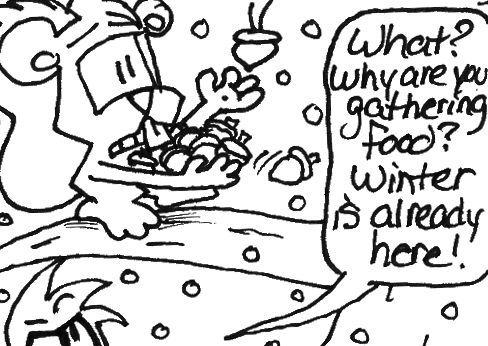 What?
Why are you
gathering
food?
Winter
is already
here!